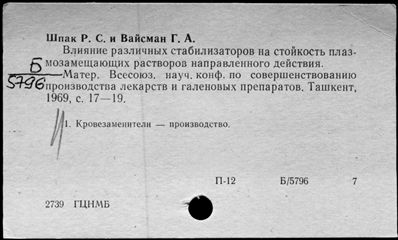 Шпак Р. С. и Вайсман Г. А.
Влияние различных стабилизаторов на стойкость плаз-
мозамещающих растворов направленного действия.
Б
5796
Матер. Всесоюз. науч. конф. по совершенствованию
производства лекарств и галеновых препаратов. Ташкент,
1969, с. 17—19.
1. Кровезаменители — производство.
П-12 Б/5796 7
2739 ГЦНМБ